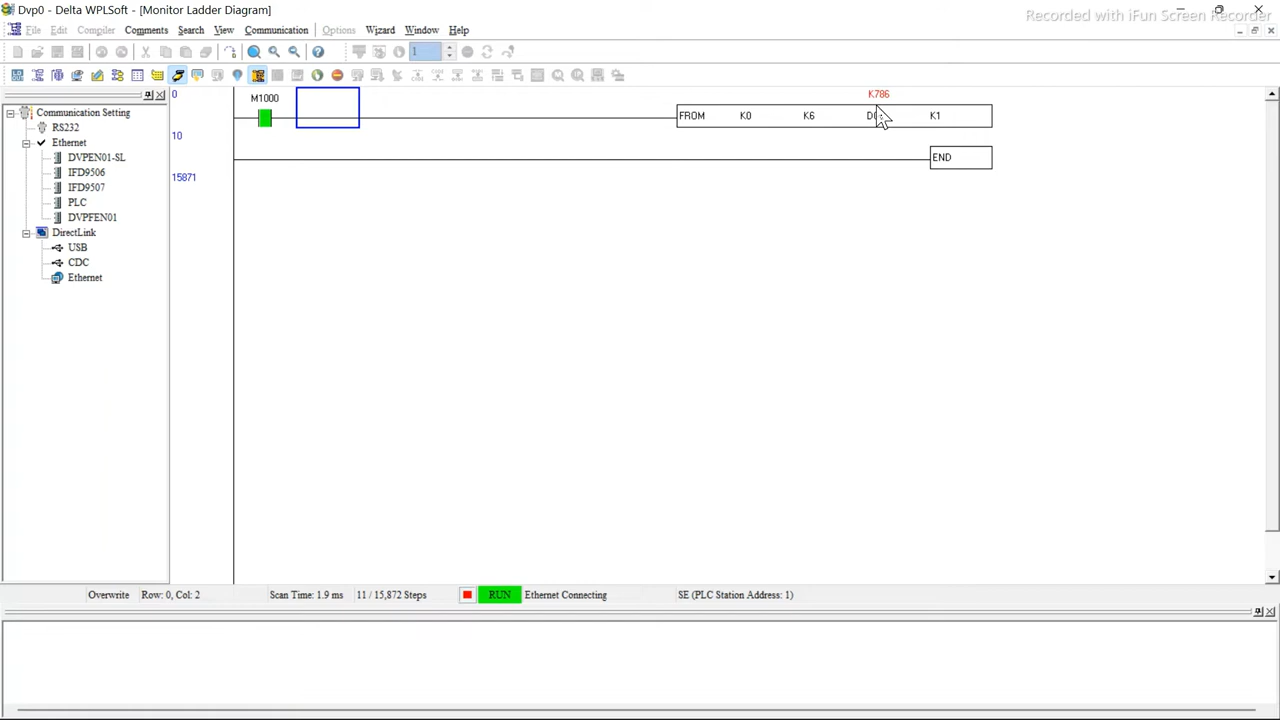 Dvp0 - Delta WPLSoft - [Monitor Ladder Diagram]
Recorded with iFun Screen Recorder
File Edit Compiler Comments Search View Communication Options Wizard Window Help
1
Communication Setting
RS232
Ethernet
DVPEN01-SL
IFD9506
IFD9507
PLC
DVPFEN01
DirectLink
USB
CDC
Ethernet
0
M1000
K786
FROM K0 K6 K1
10
END
15871
Overwrite Row: 0, Col: 2 Scan Time: 1.9 ms 11 / 15,872 Steps RUN Ethernet Connecting SE (PLC Station Address: 1)